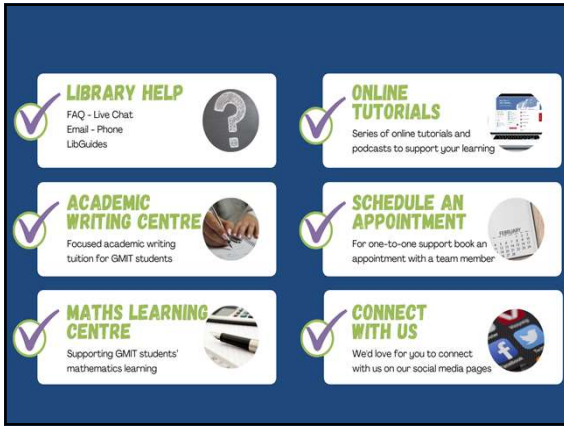 LIBRARY HELP
FAQ - Live Chat
Email - Phone
LibGuides
ONLINE
TUTORIALS
Series of online tutorials and
podcasts to support your learning
ACADEMIC
WRITING CENTRE
Focused academic writing
tuition for GMIT students
SCHEDULE AN
APPOINTMENT
For one-to-one support book an
appointment with a team member
FEBRUARY
MATHS LEARNING
CENTRE
Supporting GMIT students'
mathematics learning
CONNECT
WITH US
We'd love for you to connect
with us on our social media pages